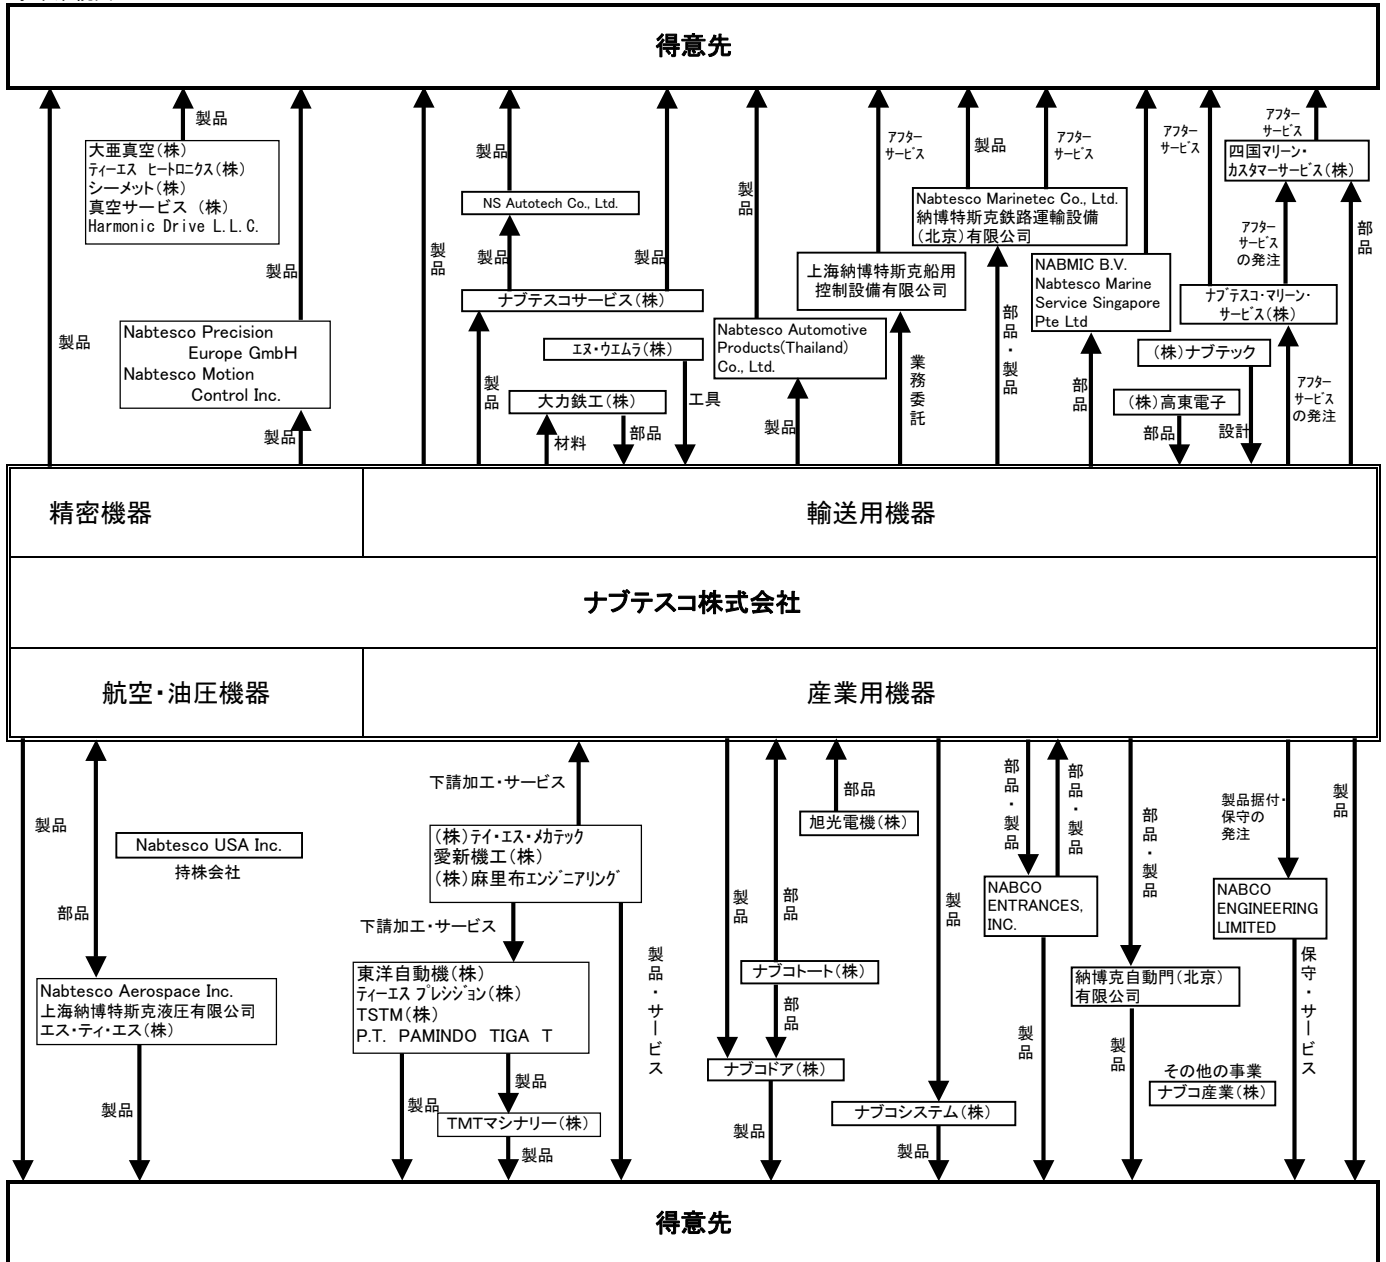 得意先
製品
大亜真空(株)
ティーエス ヒートロニクス(株)
シーメット(株)
真空サービス (株)
Harmonic Drive L.L.C.
製品
製品
Nabtesco Precision
Europe GmbH
Nabtesco Motion
Control Inc.
製品
製品
製品
NS Autotech Co., Ltd.
製品
製品
ナブテスコサービス(株)
製品
エヌ・ウエムラ(株)
工具
大力鉄工(株)
材料
部品
製品
Nabtesco Automotive
Products(Thailand)
Co., Ltd.
製品
アフター
サービス
上海納博特斯克船用
控制設備有限公司
業務委託
製品
アフター
サービス
Nabtesco Marinetec Co., Ltd.
納博特斯克鉄路運輸設備
(北京)有限公司
部品・製品
アフター
サービス
NABMIC B.V.
Nabtesco Marine
Service Singapore
Pte Ltd
部品
アフター
サービス
四国マリーン・
カスタマーサービス(株)
アフター
サービス
の発注
部品
ナブテスコ・マリーン・
サービス(株)
(株)ナブテック
(株)高東電子
部品
設計
アフター
サービス
の発注
精密機器
輸送用機器
ナブテスコ株式会社
航空・油圧機器
産業用機器
製品
Nabtesco USA Inc.
持株会社
部品
Nabtesco Aerospace Inc.
上海納博特斯克液圧有限公司
エス・ティ・エス(株)
製品
下請加工・サービス
(株)テイ・エス・メカテック
愛新機工(株)
(株)麻里布エンジニアリング
下請加工・サービス
東洋自動機(株)
ティーエス プレシジョン(株)
TSTM(株)
P.T. PAMINDO TIGA T
製品
製品
TMTマシナリー(株)
製品
製品・サービス
製品
部品
部品
旭光電機(株)
ナブコトート(株)
部品
ナブコドア(株)
製品
製品
ナブコシステム(株)
製品
部品・製品
部品・製品
NABCO
ENTRANCES,
INC.
製品
部品・製品
納博克自動門(北京)
有限公司
製品
その他の事業
ナブコ産業(株)
製品据付・
保守の
発注
NABCO
ENGINEERING
LIMITED
保守・サービス
製品
得意先